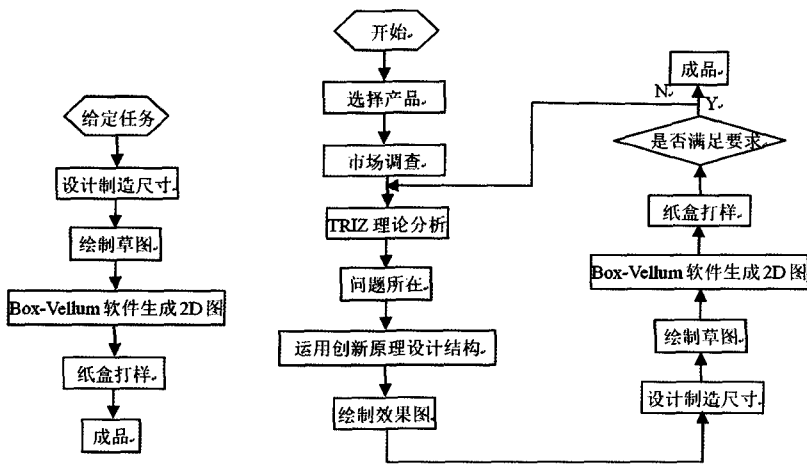 给定任务
设计制造尺寸
绘制草图
Box-Vellum 软件生成 2D 图
纸盒打样
成品
开始
选择产品
市场调查
TRIZ 理论分析
问题所在
运用创新原理设计结构
绘制效果图
设计制造尺寸
绘制草图
Box-Vellum 软件生成 2D 图
纸盒打样
是否满足要求
N
Y
成品